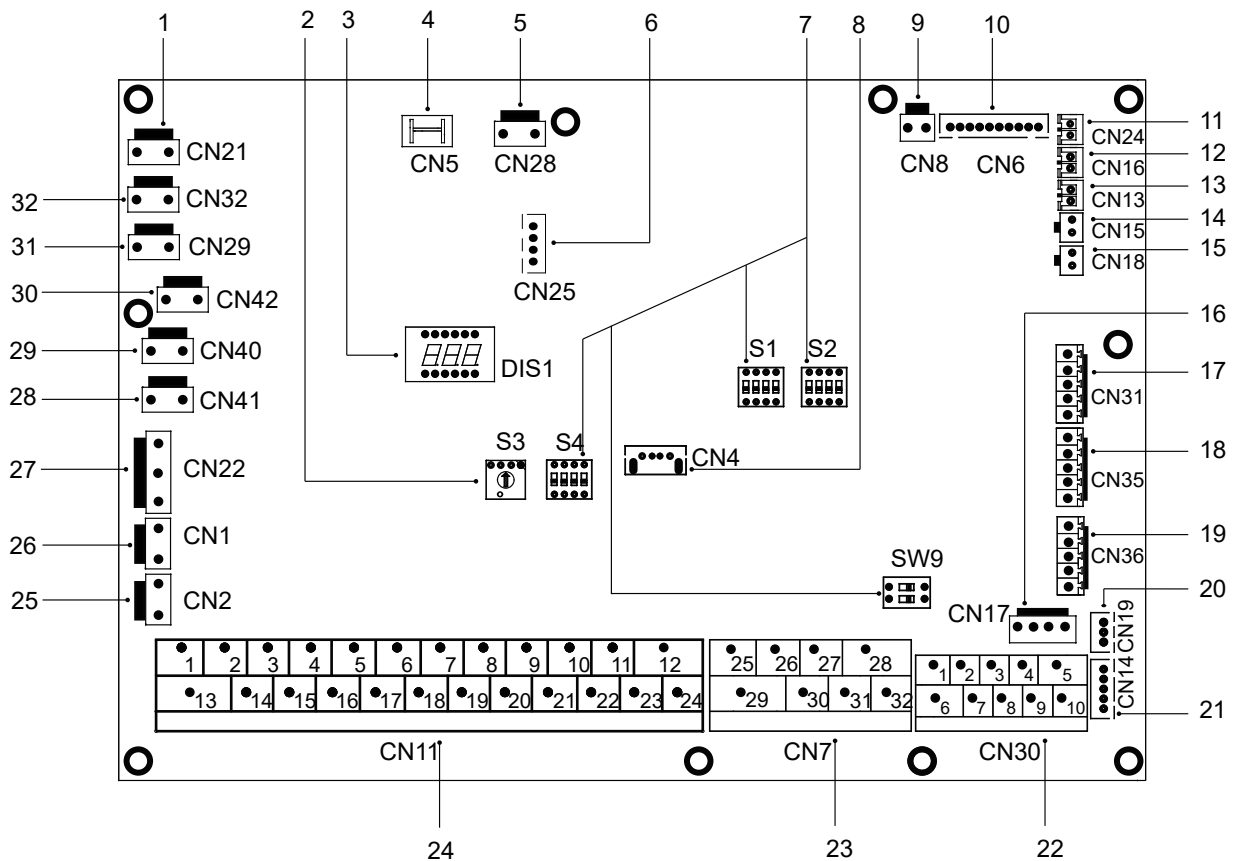 1 2 3 4 5 6 7 8 9 10
CN21
CN5
CN28
CN8
CN6
CN24
11
CN16
12
CN13
13
CN15
14
CN18
15
32
CN32
31
CN29
CN25
30
CN42
16
3
DIS1
29
CN40
S1
S2
CN31
17
28
CN41
S3
S4
CN4
27
CN22
CN35
18
26
CN1
SW9
CN36
19
25
CN2
CN17
CN19
20
1 2 3 4 5 6 7 8 9 10 11 12
25 26 27 28
1 2 3 4 5
13 14 15 16 17 18 19 20 21 22 23 24
29 30 31 32
6 7 8 9 10
CN14
21
CN11
CN7
CN30
24
23
22